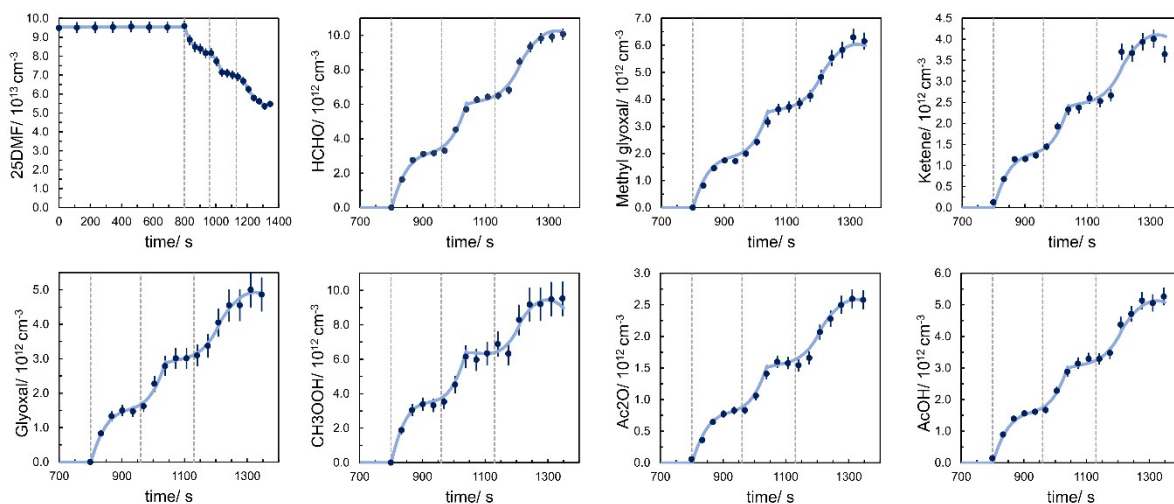 25DMF/ 10¹³ cm⁻³
10.0
9.0
8.0
7.0
6.0
5.0
4.0
3.0
2.0
1.0
0.0
0 200 400 600 800 1000 1200 1400
time/ s
HCHO/ 10¹² cm⁻³
10.0
8.0
6.0
4.0
2.0
0.0
700 900 1100 1300
time/ s
Methyl glyoxal/ 10¹² cm⁻³
7.0
6.0
5.0
4.0
3.0
2.0
1.0
0.0
700 900 1100 1300
time/ s
Ketene/ 10¹² cm⁻³
4.0
3.5
3.0
2.5
2.0
1.5
1.0
0.5
0.0
700 900 1100 1300
time/ s
Glyoxal/ 10¹² cm⁻³
5.0
4.0
3.0
2.0
1.0
0.0
700 900 1100 1300
time/ s
CH3OOH/ 10¹² cm⁻³
10.0
8.0
6.0
4.0
2.0
0.0
700 900 1100 1300
time/ s
Ac2O/ 10¹² cm⁻³
3.0
2.5
2.0
1.5
1.0
0.5
0.0
700 900 1100 1300
time/ s
AcOH/ 10¹² cm⁻³
6.0
5.0
4.0
3.0
2.0
1.0
0.0
700 900 1100 1300
time/ s